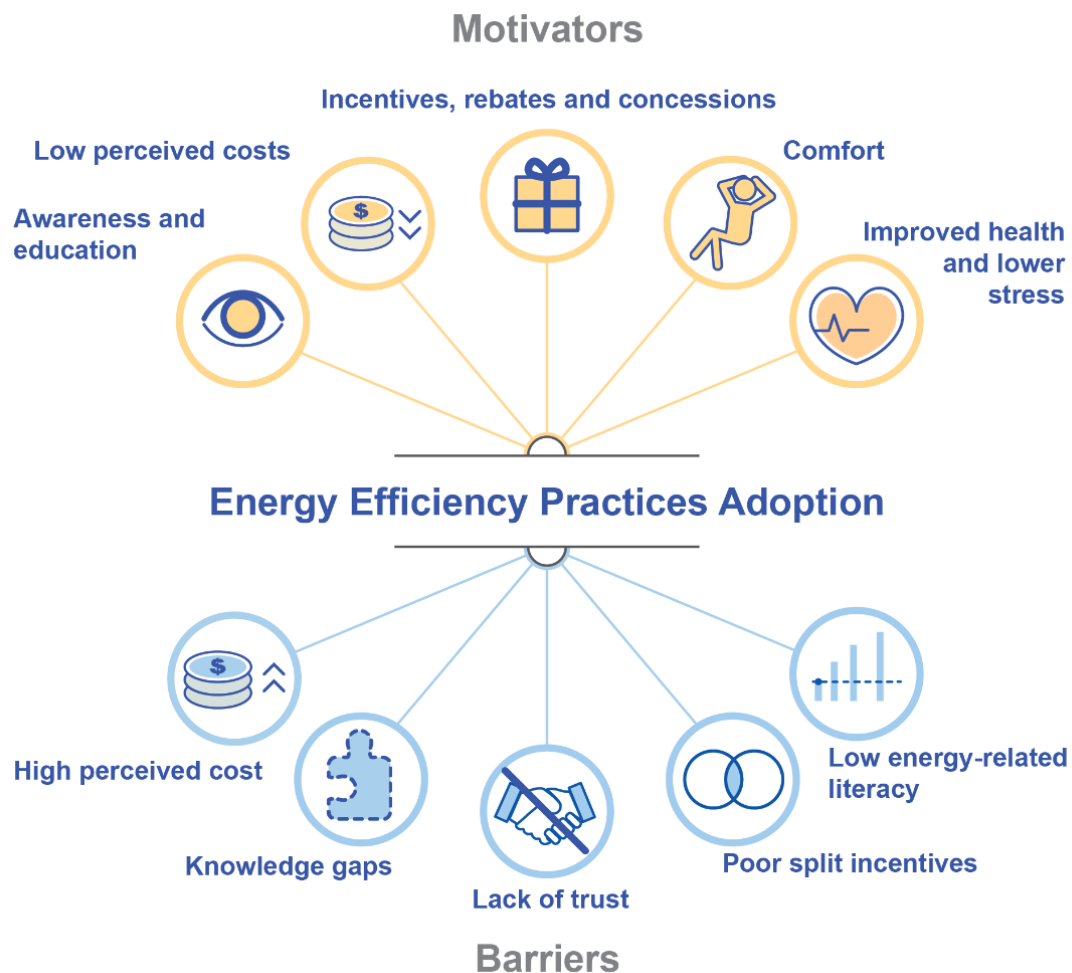 Motivators
Incentives, rebates and concessions
Low perceived costs
Comfort
Awareness and
education
Improved health
and lower
stress
$
Energy Efficiency Practices Adoption
$
High perceived cost
Low energy-related
literacy
Knowledge gaps
Poor split incentives
Lack of trust
Barriers